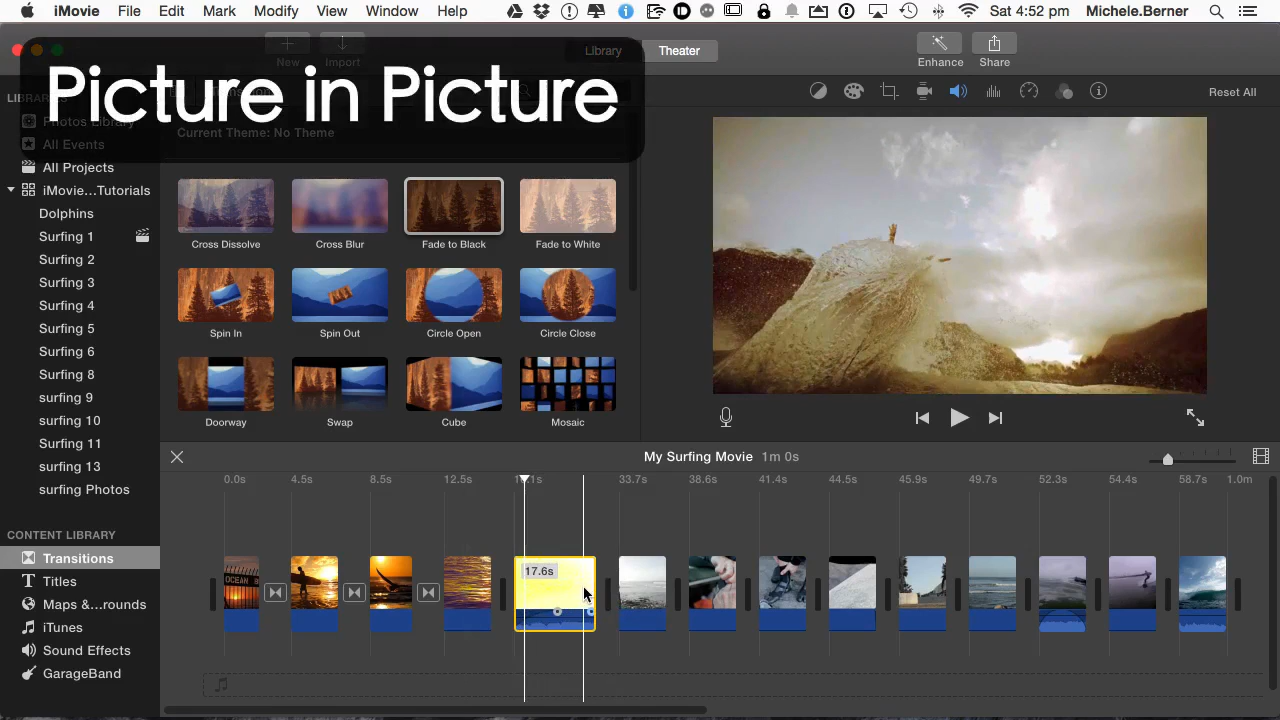 iMovie File Edit Mark Modify View Window Help Sat 4:52 pm Michele.Berner
Picture in Picture
New Import Library Theater Enhance Share
LIBRARIES
Reset All
Photos Library
Current Theme: No Theme
All Events
All Projects
iMovie…Tutorials
Dolphins
Surfing 1
Surfing 2
Surfing 3
Surfing 4
Surfing 5
Surfing 6
Surfing 8
surfing 9
surfing 10
Surfing 11
surfing 13
surfing Photos
CONTENT LIBRARY
Transitions
Titles
Maps &…rounds
iTunes
Sound Effects
GarageBand
Cross Dissolve Cross Blur Fade to Black Fade to White
Spin In Spin Out Circle Open Circle Close
Doorway Swap Cube Mosaic
My Surfing Movie 1m 0s
0.0s 4.5s 8.5s 12.5s 33.7s 38.6s 41.4s 44.5s 45.9s 49.7s 52.3s 54.4s 58.7s 1.0m
17.6s
OCEAN B